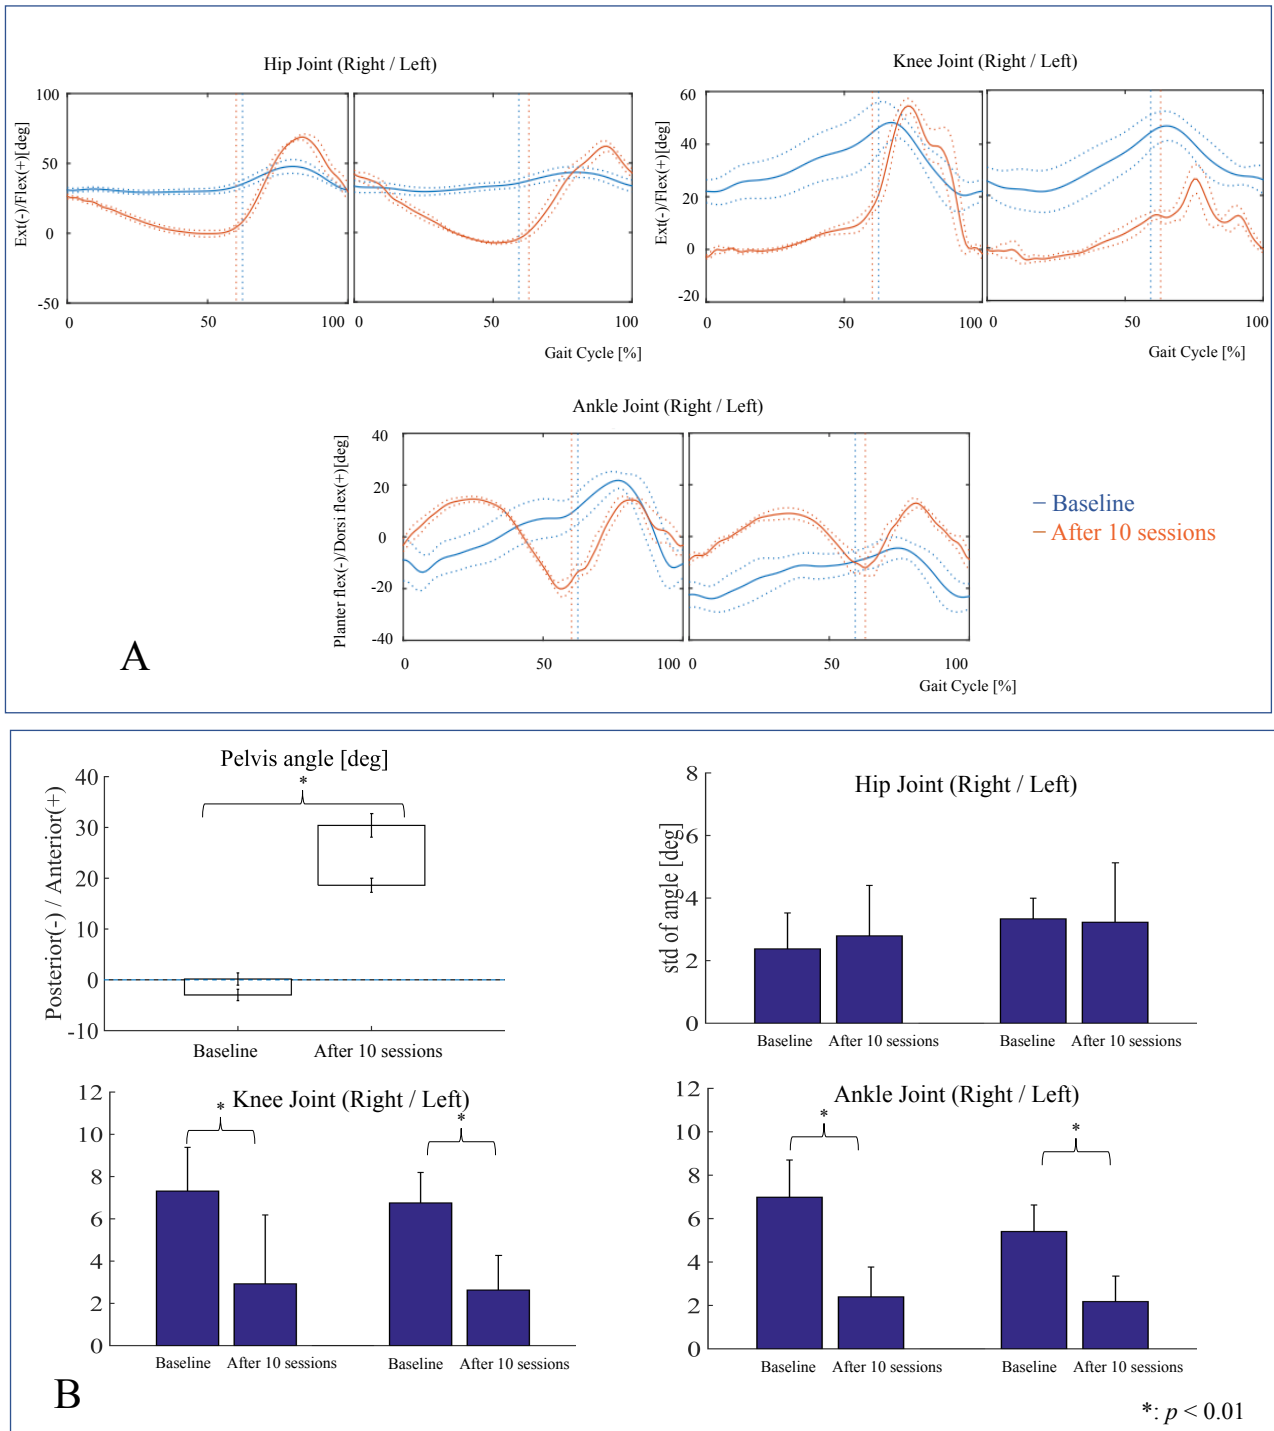 Hip Joint (Right / Left)
Knee Joint (Right / Left)
Ext(-)/Flex(+)[deg]
100
50
0
-50
0
50
100
0
50
100
Gait Cycle [%]
Ext(-)/Flex(+)[deg]
60
40
20
0
-20
0
50
100
0
50
100
Gait Cycle [%]
Ankle Joint (Right / Left)
Planter flex(-)/Dorsi flex(+)[deg]
40
20
0
-20
-40
0
50
100
0
50
100
Gait Cycle [%]
Baseline
After 10 sessions
A
Pelvis angle [deg]
*
Posterior(-) / Anterior(+)
40
30
20
10
0
-10
Baseline
After 10 sessions
Hip Joint (Right / Left)
std of angle [deg]
8
6
4
2
0
Baseline
After 10 sessions
Baseline
After 10 sessions
Knee Joint (Right / Left)
*
*
12
10
8
6
4
2
0
Baseline
After 10 sessions
Baseline
After 10 sessions
Ankle Joint (Right / Left)
*
*
12
10
8
6
4
2
0
Baseline
After 10 sessions
Baseline
After 10 sessions
B
*: p < 0.01